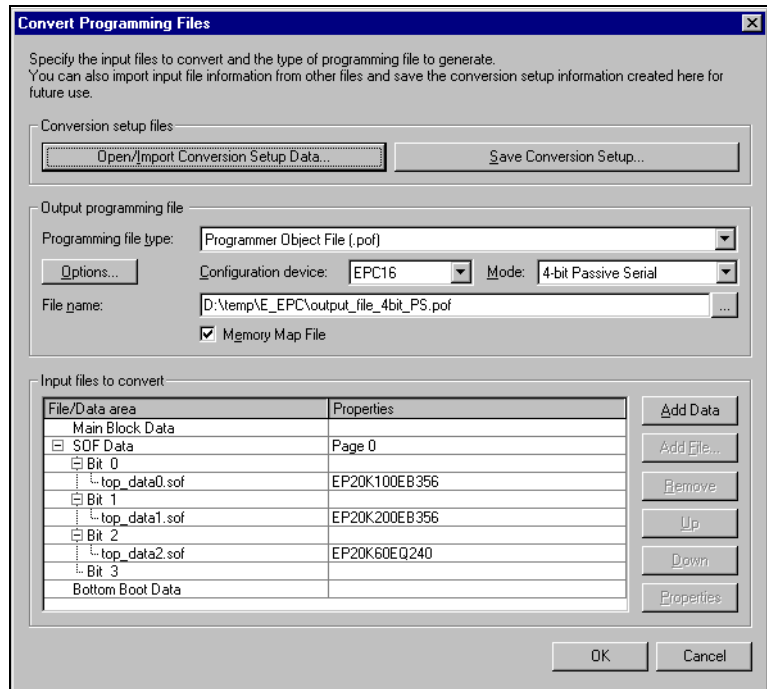 Convert Programming Files
Specify the input files to convert and the type of programming file to generate.
You can also import input file information from other files and save the conversion setup information created here for
future use.
Conversion setup files
Open/Import Conversion Setup Data...
Save Conversion Setup...
Output programming file
Programming file type:
Programmer Object File (.pof)
Options...
Configuration device:
EPC16
Mode:
4-bit Passive Serial
File name:
D:\temp\E_EPC\output_file_4bit_PS.pof
...
Memory Map File
Input files to convert
File/Data area
Properties
Add Data
Main Block Data
SOF Data
Page 0
Add File...
Bit 0
top_data0.sof
EP20K100EB356
Remove
Bit 1
top_data1.sof
EP20K200EB356
Up
Bit 2
top_data2.sof
EP20K60EQ240
Down
Bit 3
Bottom Boot Data
Properties
OK
Cancel